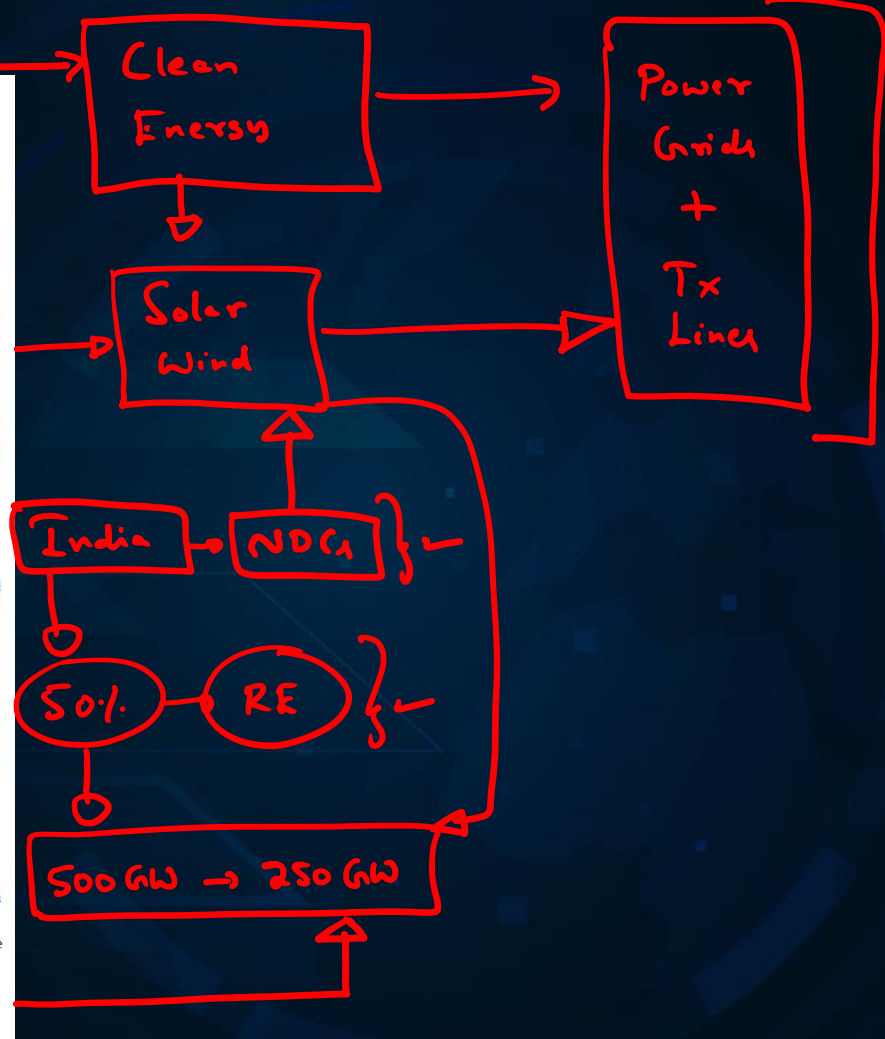 Clean
Energy
Power
Grids
+
Tx
Lines
Solar
Wind
India
NDCs
50%
RE
500 GW → 250 GW